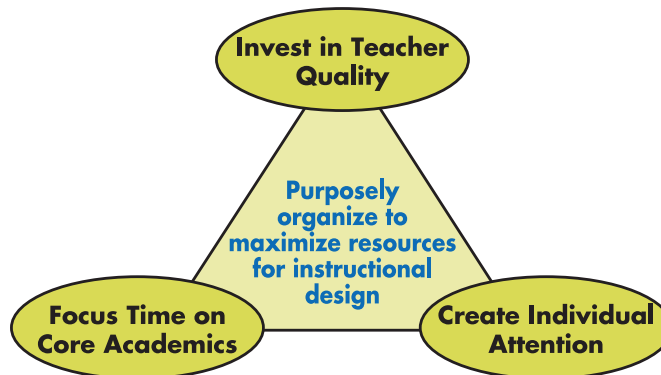 Invest in Teacher
Quality
Purposely
organize to
maximize resources
for instructional
design
Focus Time on
Core Academics
Create Individual
Attention